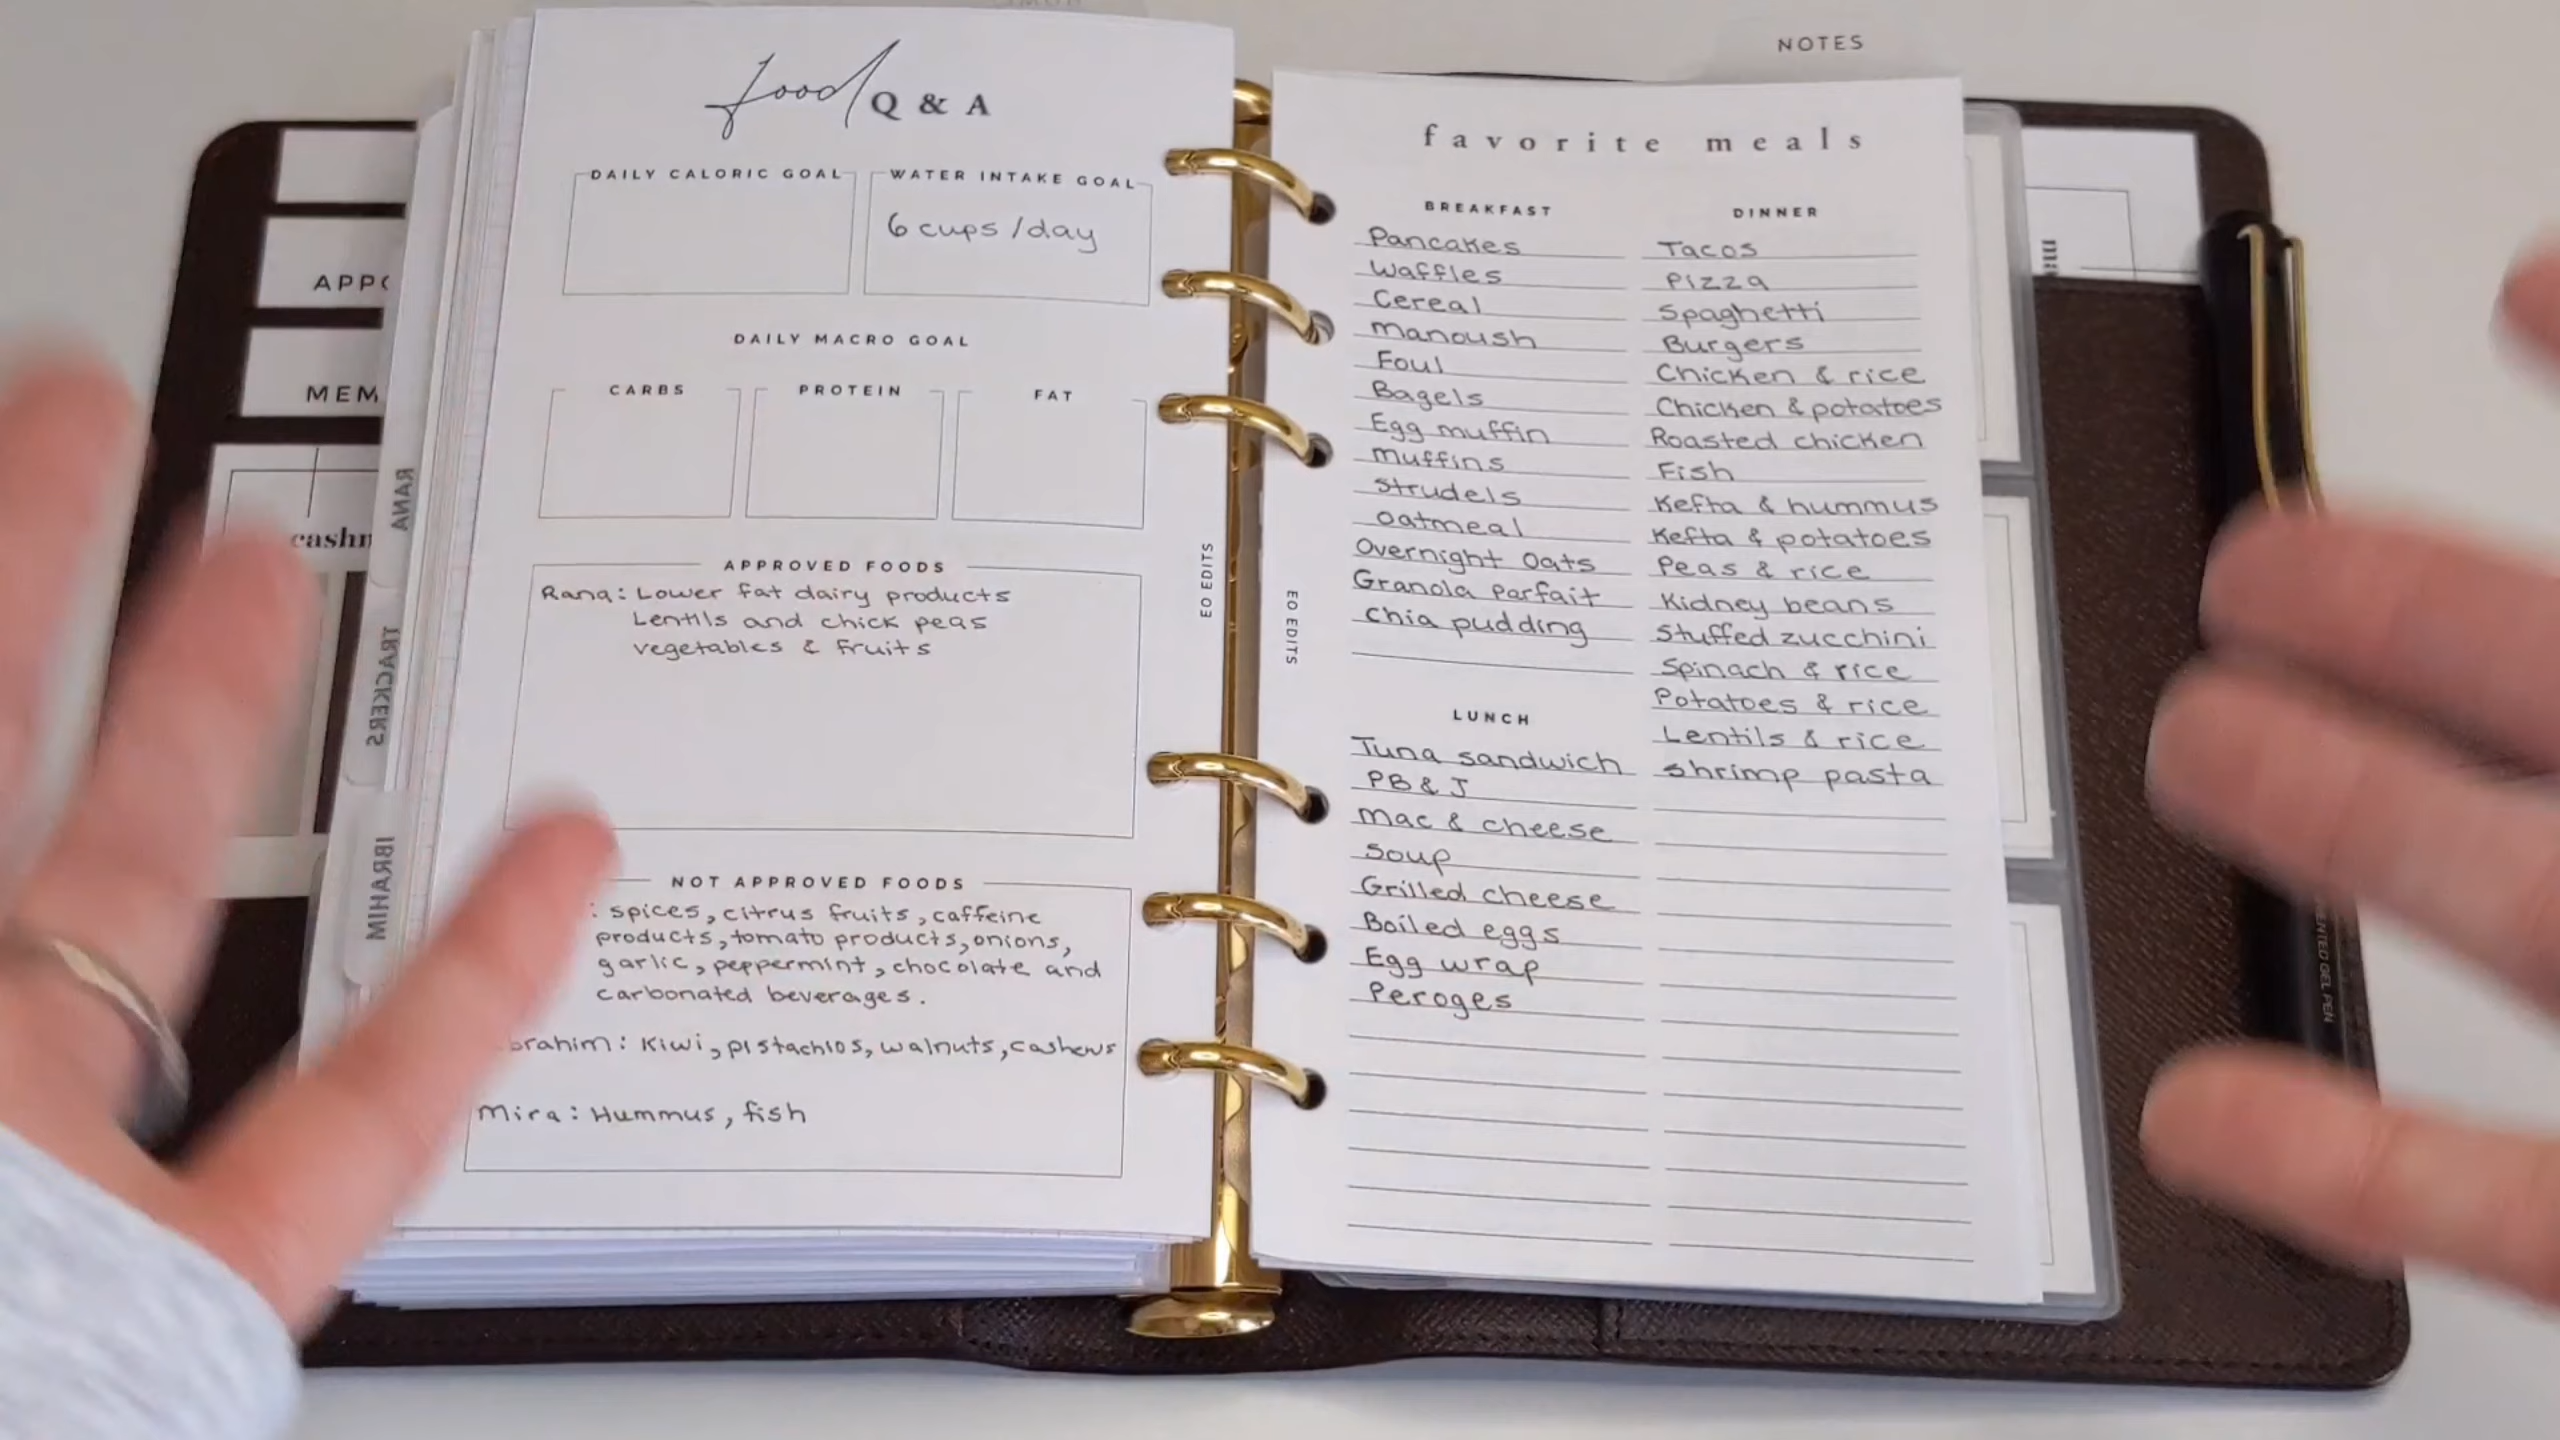 NOTES
food Q & A
DAILY CALORIC GOAL
WATER INTAKE GOAL
6 cups /day
DAILY MACRO GOAL
CARBS
PROTEIN
FAT
APPROVED FOODS
Rana: Lower fat dairy products
Lentils and chick peas
vegetables & fruits
NOT APPROVED FOODS
: spices, citrus fruits, caffeine
products, tomato products, onions,
garlic, peppermint, chocolate and
carbonated beverages.
brahim: Kiwi, pistachios, walnuts, cashews
Mira: Hummus, fish
EO EDITS
favorite meals
BREAKFAST
Pancakes
Waffles
Cereal
Manoush
Foul
Bagels
Egg muffin
Muffins
Strudels
Oatmeal
Overnight Oats
Granola Parfait
Chia pudding
LUNCH
Tuna sandwich
PB & J
Mac & cheese
Soup
Grilled cheese
Boiled eggs
Egg wrap
Peroges
DINNER
Tacos
Pizza
Spaghetti
Burgers
Chicken & rice
Chicken & potatoes
Roasted chicken
Fish
Kefta & hummus
Kefta & potatoes
Peas & rice
Kidney beans
Stuffed zucchini
Spinach & rice
Potatoes & rice
Lentils & rice
Shrimp pasta
EO EDITS
APPO
MEM
cashm
RANA
TRACKERS
IBRAHIM
GEL PEN